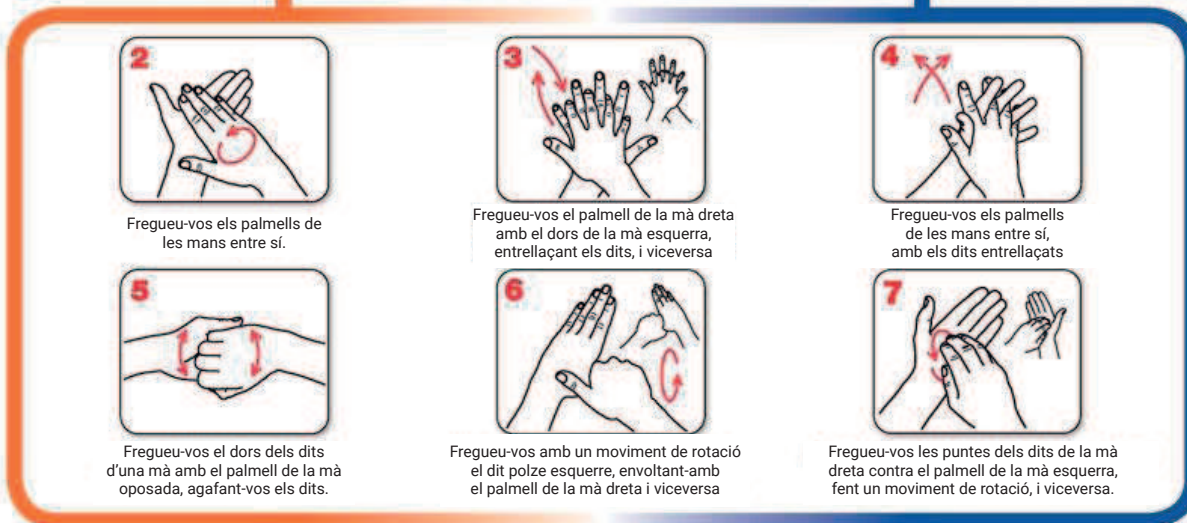 2
Fregueu-vos els palmells de
les mans entre sí.
3
Fregueu-vos el palmell de la mà dreta
amb el dors de la mà esquerra,
entrellaçant els dits, i viceversa
4
Fregueu-vos els palmells
de les mans entre sí,
amb els dits entrellaçats
5
Fregueu-vos el dors dels dits
d'una mà amb el palmell de la mà
oposada, agafant-vos els dits.
6
Fregueu-vos amb un moviment de rotació
el dit polze esquerre, envoltant-amb
el palmell de la mà dreta i viceversa
7
Fregueu-vos les puntes dels dits de la mà
dreta contra el palmell de la mà esquerra,
fent un moviment de rotació, i viceversa.